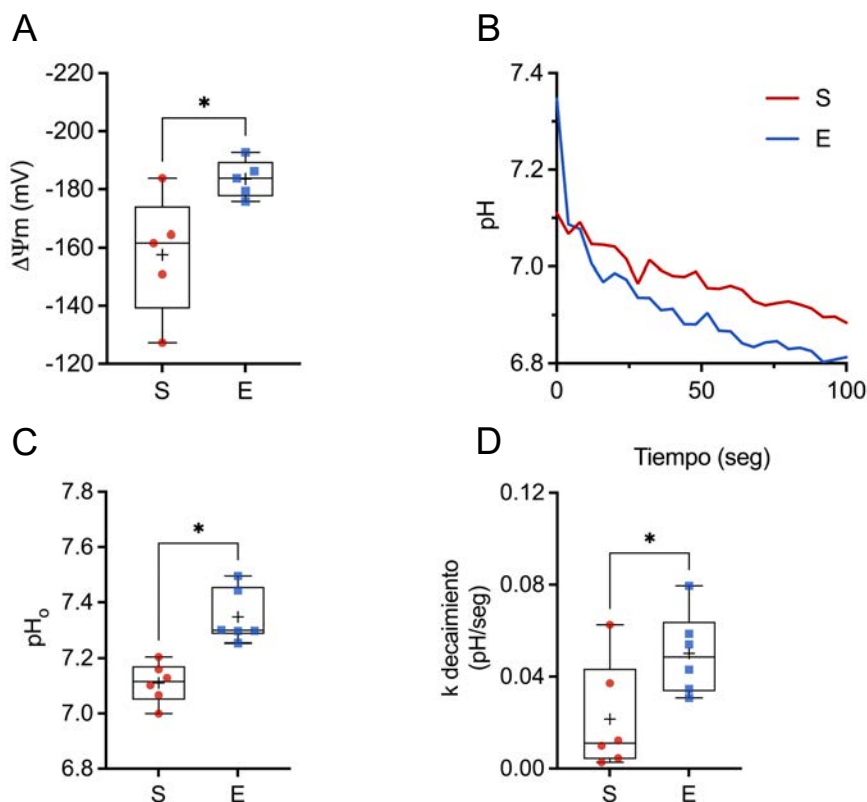 A
ΔΨm (mV)
-220
-200
-180
-160
-140
-120
*
S
E
B
pH
7.4
7.2
7.0
6.8
S
E
0
50
100
Tiempo (seg)
C
pHo
7.8
7.6
7.4
7.2
7.0
6.8
*
S
E
D
k decaimiento
(pH/seg)
0.12
0.08
0.04
0.00
*
S
E